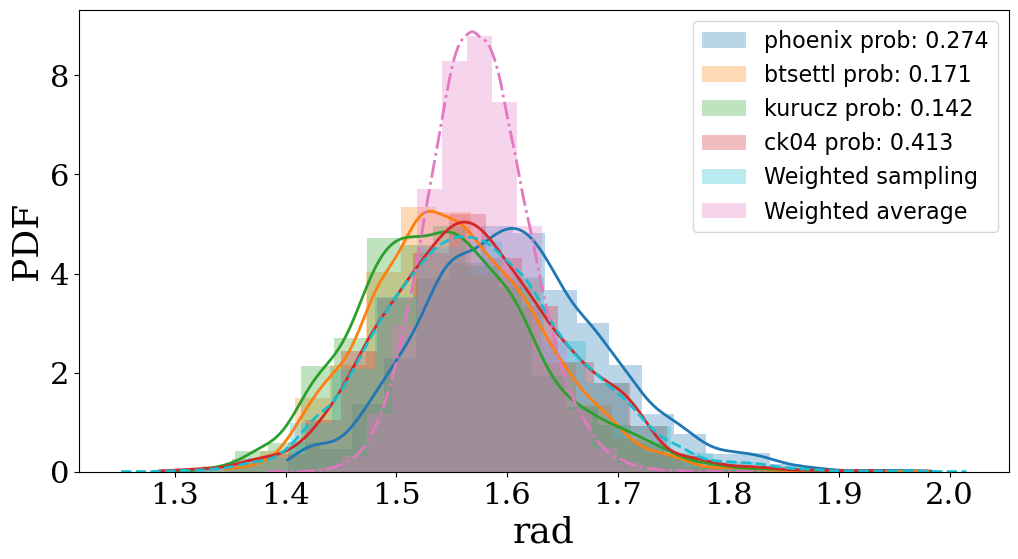 phoenix prob: 0.274
btsettl prob: 0.171
kurucz prob: 0.142
ck04 prob: 0.413
Weighted sampling
Weighted average
PDF
8
6
4
2
0
1.3 1.4 1.5 1.6 1.7 1.8 1.9 2.0
rad